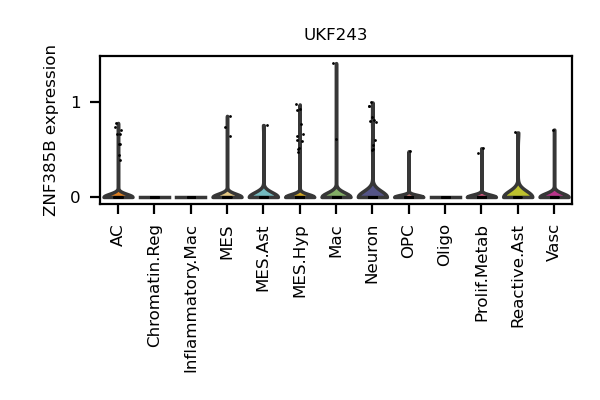 UKF243
ZNF385B expression
1
0
AC
Chromatin.Reg
Inflammatory.Mac
MES
MES.Ast
MES.Hyp
Mac
Neuron
OPC
Oligo
Prolif.Metab
Reactive.Ast
Vasc